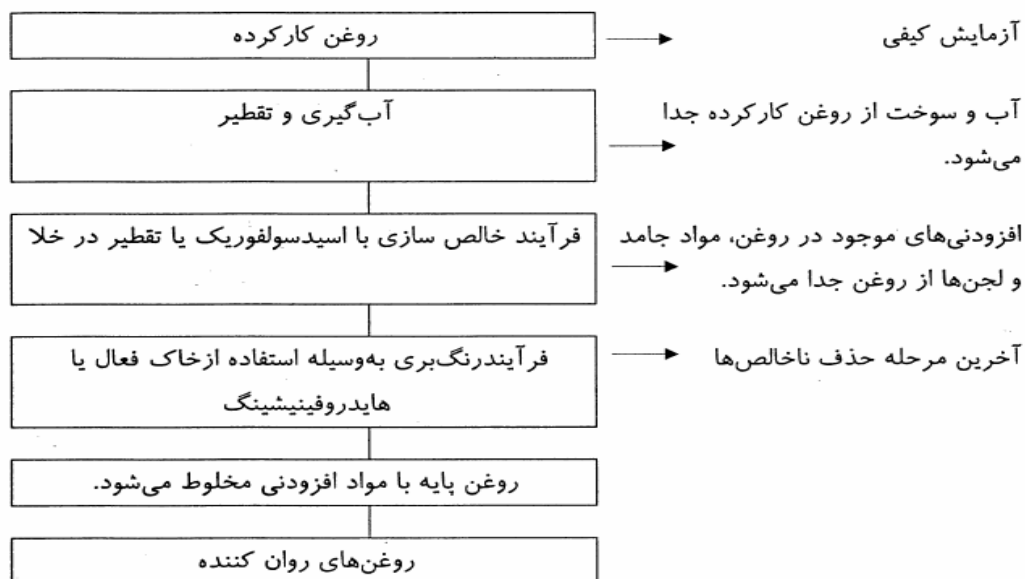 روغن کارکرده
آزمایش کیفی
آب‌گیری و تقطیر
آب و سوخت از روغن کارکرده جدا
می‌شود.
فرآیند خالص سازی با اسیدسولفوریک یا تقطیر در خلا
افزودنی‌های موجود در روغن، مواد جامد
و لجن‌ها از روغن جدا می‌شود.
فرآیندرنگ‌بری به‌وسیله استفاده ازخاک فعال یا
هایدروفینیشینگ
آخرین مرحله حذف ناخالص‌ها
روغن پایه با مواد افزودنی مخلوط می‌شود.
روغن‌های روان کننده